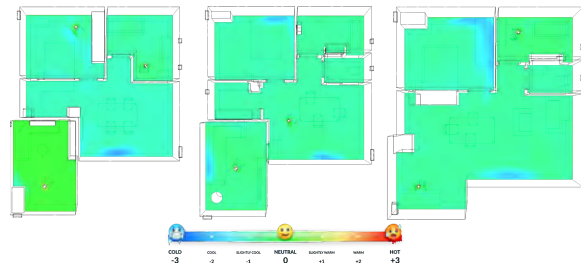 COLD COOL SLIGHTLY COOL NEUTRAL SLIGHTLY WARM WARM HOT
-3 -2 -1 0 +1 +2 +3